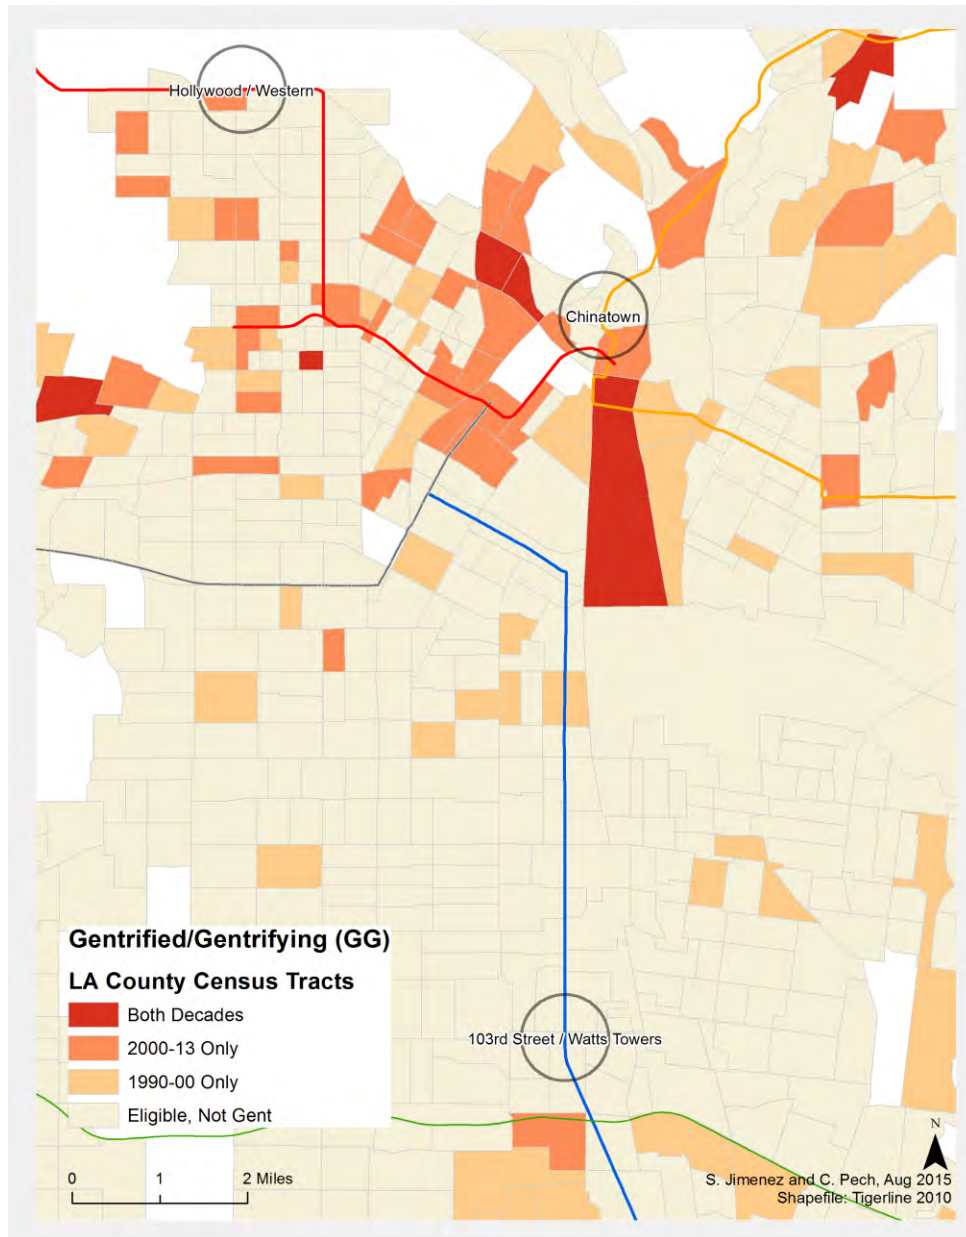 Hollywood / Western
Chinatown
103rd Street / Watts Towers
Gentrified/Gentrifying (GG)
LA County Census Tracts
Both Decades
2000-13 Only
1990-00 Only
Eligible, Not Gent
0 1 2 Miles
N
S. Jimenez and C. Pech, Aug 2015
Shapefile: Tigerline 2010